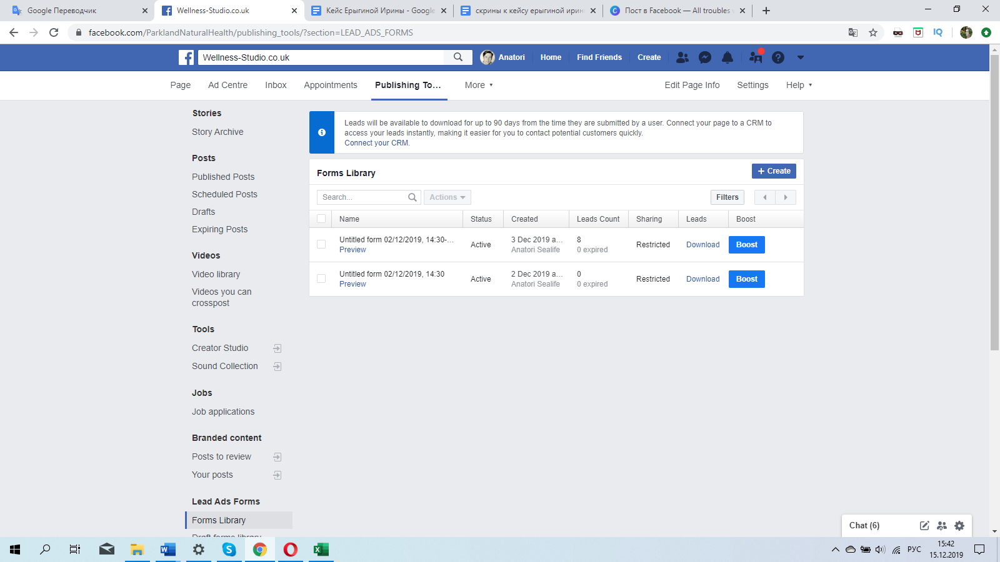 Google Переводчик
Wellness-Studio.co.uk
Кейс Ерыгиной Ирины - Google
скрины к кейсу ерыгиной ирин
Пост в Facebook — All troubles
facebook.com/ParklandNaturalHealth/publishing_tools/?section=LEAD_ADS_FORMS
IQ
Wellness-Studio.co.uk
Anatori
Home
Find Friends
Create
Page
Ad Centre
Inbox
Appointments
Publishing To...
More
Edit Page Info
Settings
Help
Stories
Story Archive
Posts
Published Posts
Scheduled Posts
Drafts
Expiring Posts
Videos
Video library
Videos you can
crosspost
Tools
Creator Studio
Sound Collection
Jobs
Job applications
Branded content
Posts to review
Your posts
Lead Ads Forms
Forms Library
Draft forms library
Leads will be available to download for up to 90 days from the time they are submitted by a user. Connect your page to a CRM to
access your leads instantly, making it easier for you to contact potential customers quickly.
Connect your CRM.
Forms Library
+ Create
Search...
Actions
Filters
Name
Status
Created
Leads Count
Sharing
Leads
Boost
Untitled form 02/12/2019, 14:30-...
Preview
Active
3 Dec 2019 a...
Anatori Sealife
8
0 expired
Restricted
Download
Boost
Untitled form 02/12/2019, 14:30
Preview
Active
2 Dec 2019 a...
Anatori Sealife
0
0 expired
Restricted
Download
Boost
Chat (6)
РУС
15:42
15.12.2019